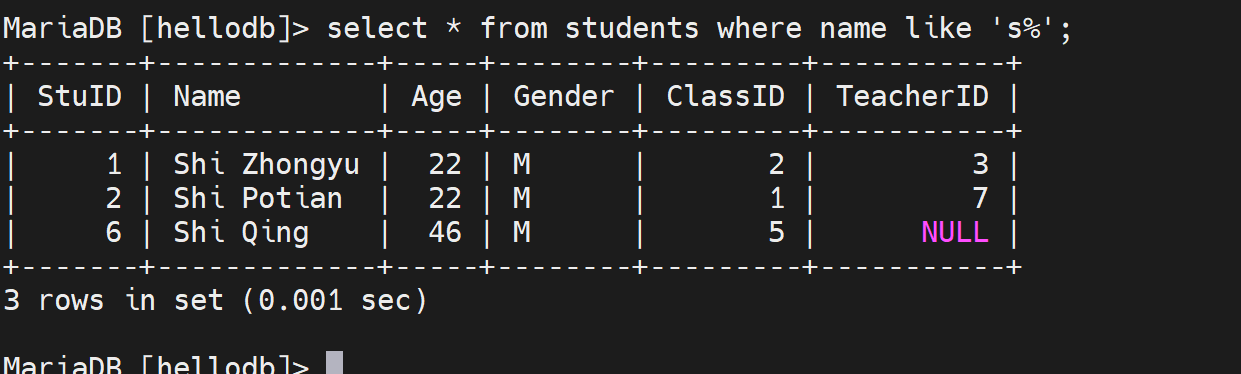 MariaDB [hellodb]> select * from students where name like 's%';
+-------+-------------+-----+--------+---------+-----------+
| StuID | Name        | Age | Gender | ClassID | TeacherID |
+-------+-------------+-----+--------+---------+-----------+
|     1 | Shi Zhongyu |  22 | M      |       2 |         3 |
|     2 | Shi Potian  |  22 | M      |       1 |         7 |
|     6 | Shi Qing    |  46 | M      |       5 |      NULL |
+-------+-------------+-----+--------+---------+-----------+
3 rows in set (0.001 sec)
MariaDB [hellodb]>